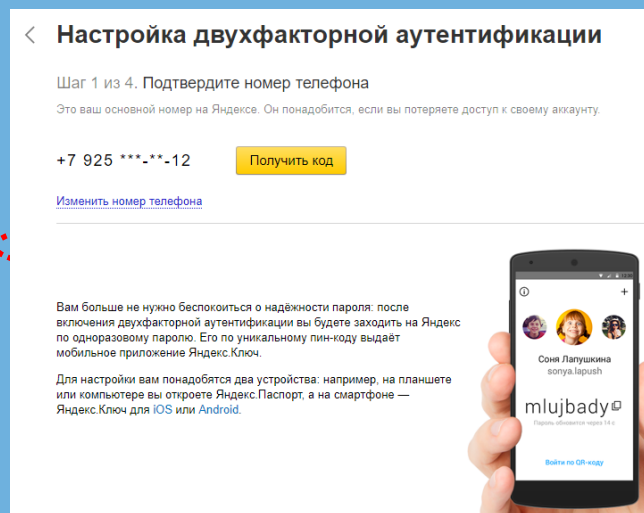 Настройка двухфакторной аутентификации
Шаг 1 из 4. Подтвердите номер телефона
Это ваш основной номер на Яндексе. Он понадобится, если вы потеряете доступ к своему аккаунту.
+7 925 ***-**-12
Получить код
Изменить номер телефона
Вам больше не нужно беспокоиться о надёжности пароля: после
включения двухфакторной аутентификации вы будете заходить на Яндекс
по одноразовому паролю. Его по уникальному пин-коду выдаёт
мобильное приложение Яндекс.Ключ.
Для настройки вам понадобятся два устройства: например, на планшете
или компьютере вы откроете Яндекс.Паспорт, а на смартфоне —
Яндекс.Ключ для iOS или Android.
Соня Лапушкина
sonya.lapush
mlujbady
Пароль обновится через 14 с
Войти по QR-коду